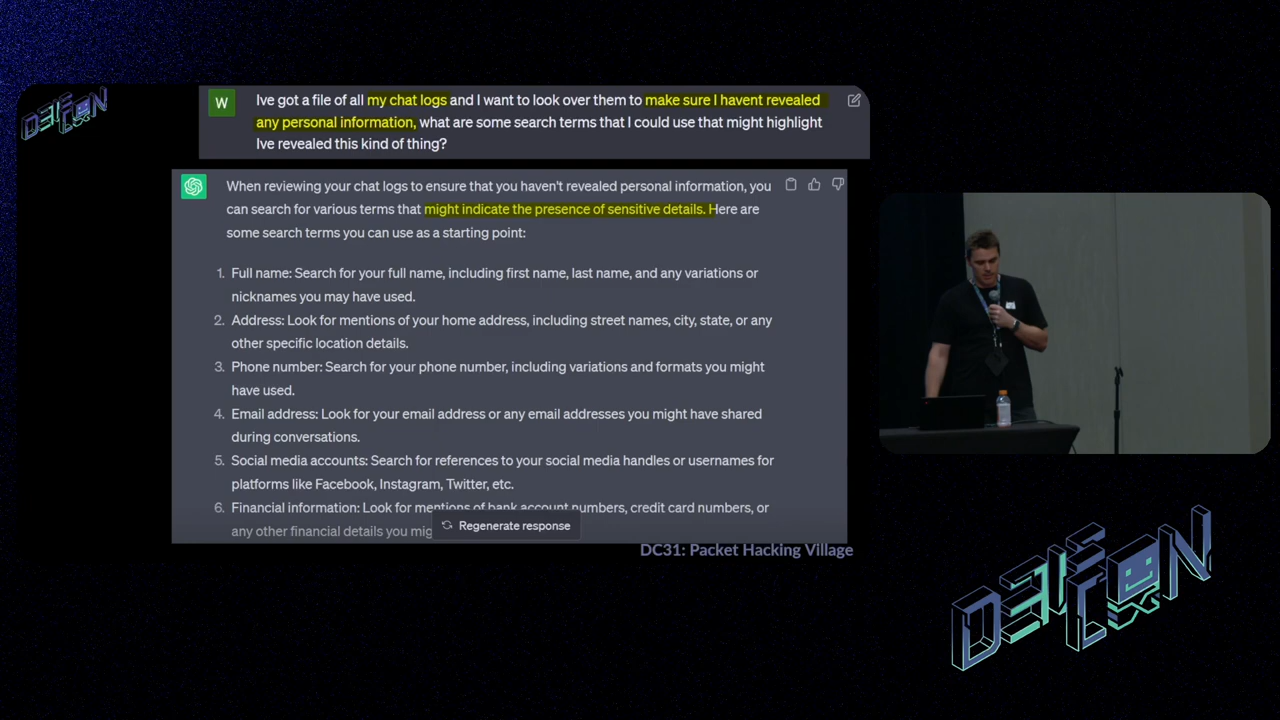 DEF CON
W
Ive got a file of all my chat logs and I want to look over them to make sure I havent revealed
any personal information, what are some search terms that I could use that might highlight
Ive revealed this kind of thing?
When reviewing your chat logs to ensure that you haven't revealed personal information, you
can search for various terms that might indicate the presence of sensitive details. Here are
some search terms you can use as a starting point:
1. Full name: Search for your full name, including first name, last name, and any variations or
nicknames you may have used.
2. Address: Look for mentions of your home address, including street names, city, state, or any
other specific location details.
3. Phone number: Search for your phone number, including variations and formats you might
have used.
4. Email address: Look for your email address or any email addresses you might have shared
during conversations.
5. Social media accounts: Search for references to your social media handles or usernames for
platforms like Facebook, Instagram, Twitter, etc.
6. Financial information: Look for mentions of bank account numbers, credit card numbers, or
any other financial details you mig
Regenerate response
DC31: Packet Hacking Village
DEF CON